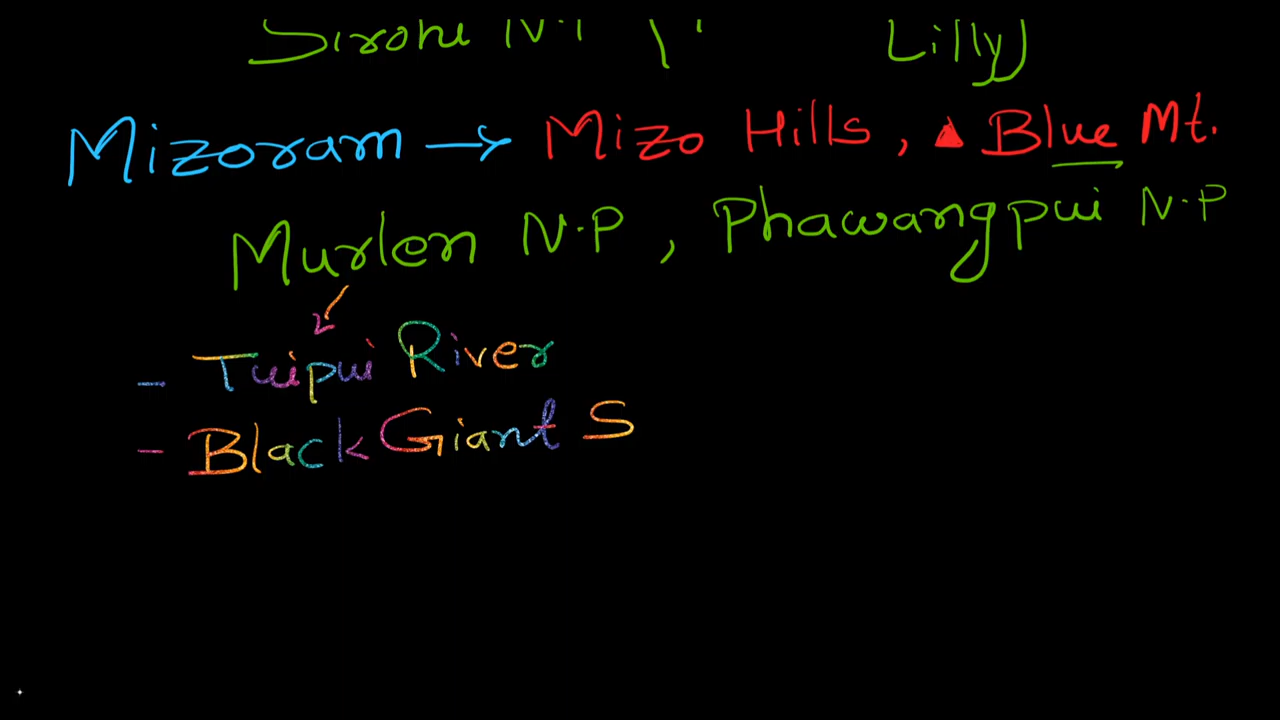 Lilly)
Mizoram → Mizo Hills, ▲ Blue Mt.
Murlen N.P, Phawangpui N.P
- Tuipui River
- Black Giant S